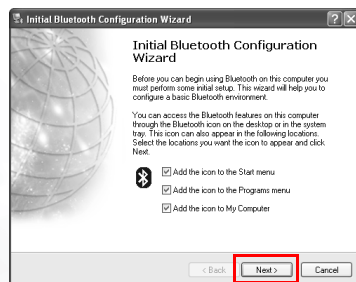 Initial Bluetooth Configuration Wizard
Initial Bluetooth Configuration
Wizard
Before you can begin using Bluetooth on this computer you
must perform some initial setup. This wizard will help you to
configure a basic Bluetooth environment.
You can access the Bluetooth features on this computer
through the Bluetooth icon on the desktop or in the system
tray. This icon can also appear in the following locations.
Select the locations you want the icon to appear and click
Next.
Add the icon to the Start menu
Add the icon to the Programs menu
Add the icon to My Computer
< Back
Next >
Cancel